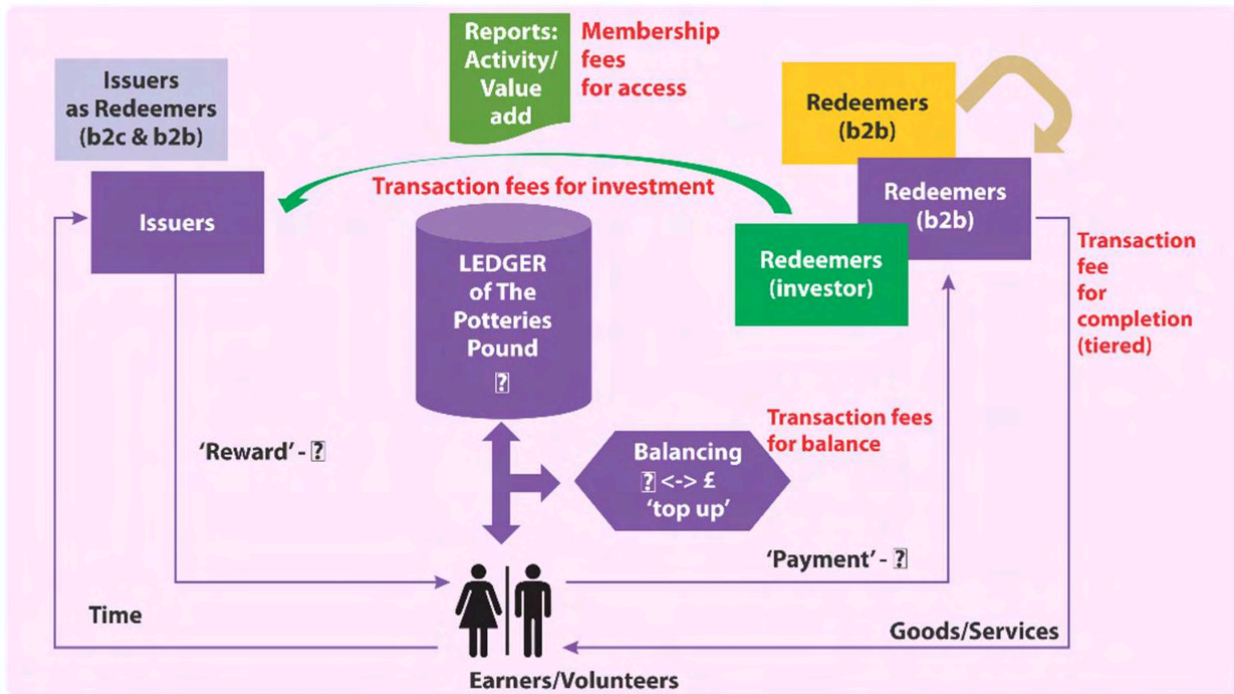 Reports:
Activity/
Value
add
Membership
fees
for access
Issuers
as Redeemers
(b2c & b2b)
Redeemers
(b2b)
Issuers
Transaction fees for investment
Redeemers
(b2b)
LEDGER
of The
Potteries
Pound
⍰
Redeemers
(investor)
Transaction
fee
for
completion
(tiered)
‘Reward’ - ⍰
Transaction fees
for balance
Balancing
⍰ <-> £
‘top up’
‘Payment’ - ⍰
Time
Goods/Services
Earners/Volunteers